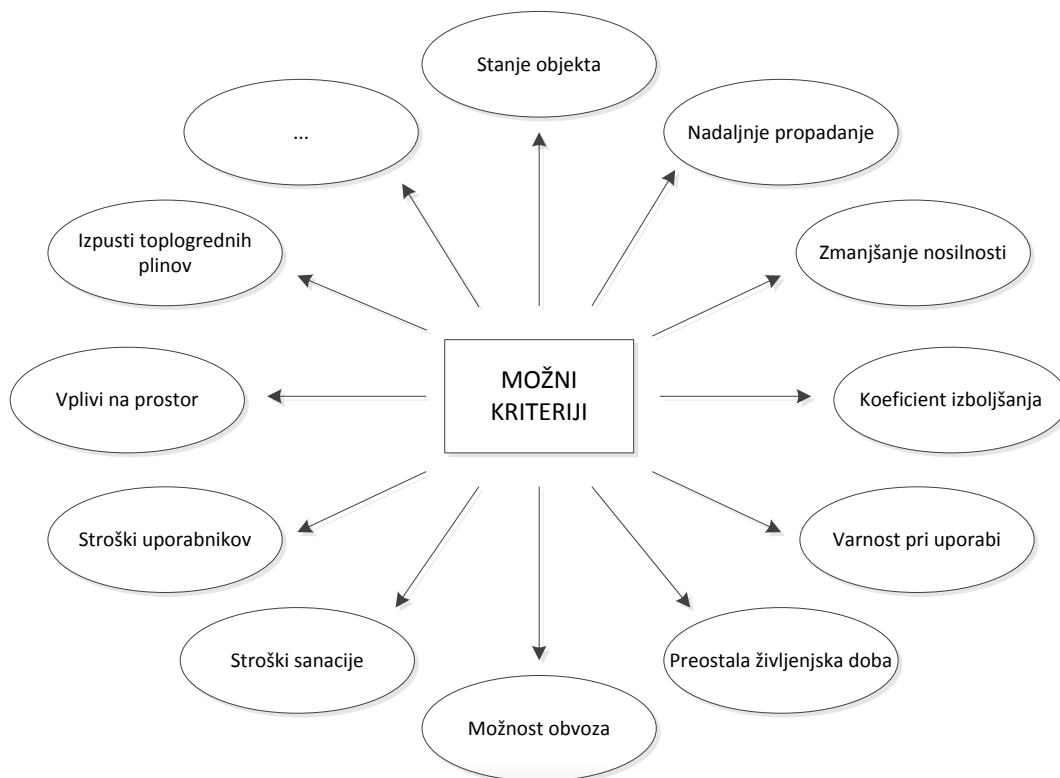 Stanje objekta
...
Nadaljnje propadanje
Izpusti toplogrednih
plinov
Zmanjšanje nosilnosti
MOŽNI
KRITERIJI
Vplivi na prostor
Koeficient izboljšanja
Stroški uporabnikov
Varnost pri uporabi
Stroški sanacije
Preostala življenjska doba
Možnost obvoza